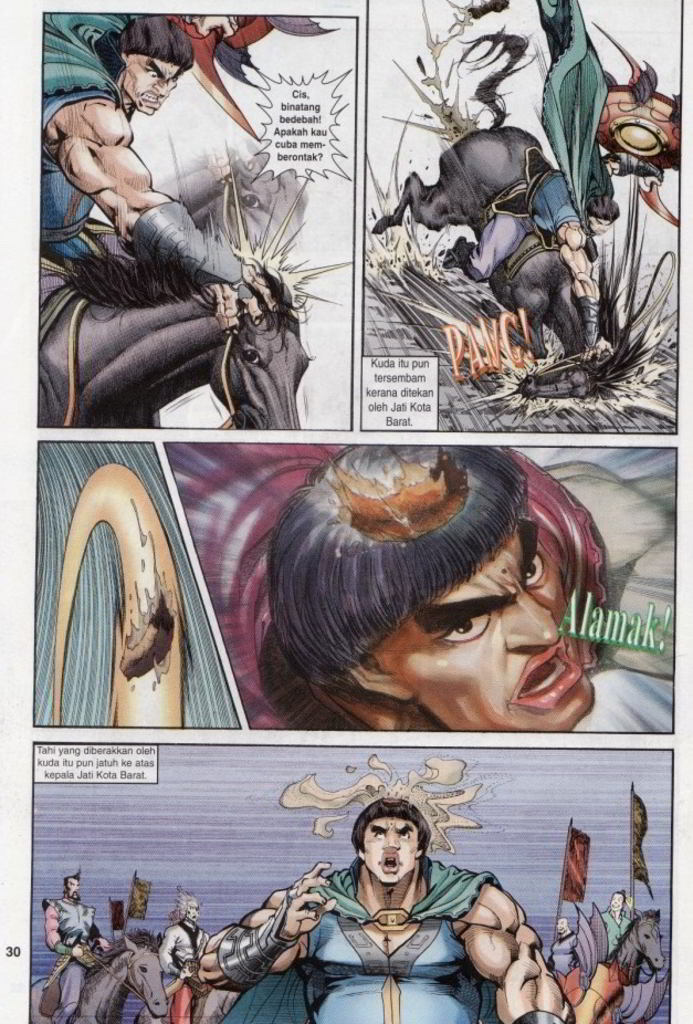 Cis,
binatang
bedebah!
Apakah kau
cuba mem-
berontak?
PANG!
Kuda itu pun
tersembam
kerana ditekan
oleh Jati Kota
Barat.
Alamak!
Tahi yang diberakkan oleh
kuda itu pun jatuh ke atas
kepala Jati Kota Barat.
30